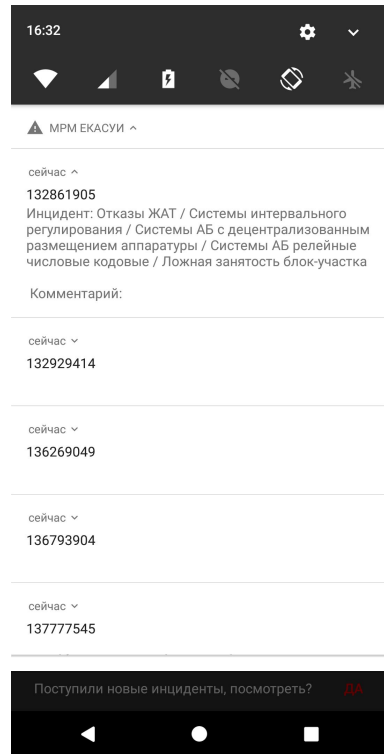 16:32
МРМ ЕКАСУИ
сейчас
132861905
Инцидент: Отказы ЖАТ / Системы интервального
регулирования / Системы АБ с децентрализованным
размещением аппаратуры / Системы АБ релейные
числовые кодовые / Ложная занятость блок-участка
Комментарий:
сейчас
132929414
сейчас
136269049
сейчас
136793904
сейчас
137777545
Поступили новые инциденты, посмотреть? ДА